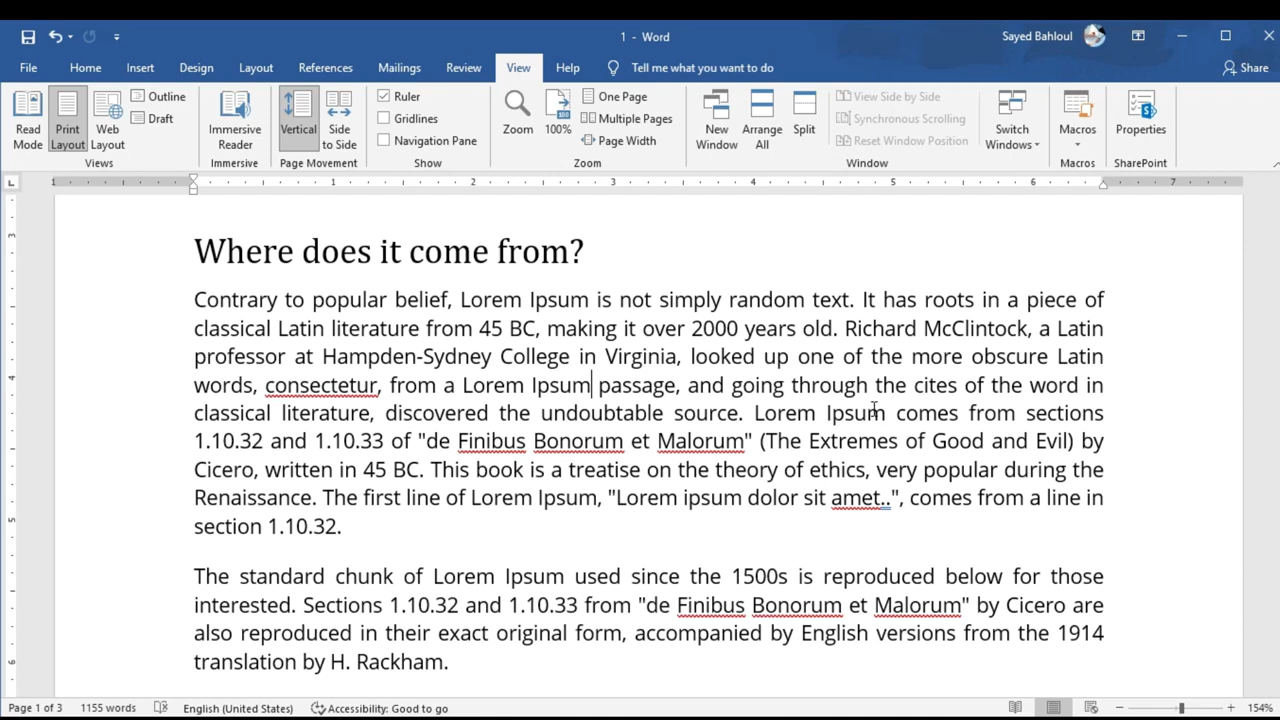 1 - Word
Sayed Bahloul
File Home Insert Design Layout References Mailings Review View Help Tell me what you want to do Share
Read Mode
Print Layout
Web Layout
Outline
Draft
Views
Immersive Reader
Immersive
Vertical
Side to Side
Page Movement
Ruler
Gridlines
Navigation Pane
Show
Zoom
100%
One Page
Multiple Pages
Page Width
Zoom
New Window
Arrange All
Split
View Side by Side
Synchronous Scrolling
Reset Window Position
Switch Windows
Window
Macros
Macros
Properties
SharePoint
1 1 2 3 4 5 6 7
3
4
5
6
Where does it come from?
Contrary to popular belief, Lorem Ipsum is not simply random text. It has roots in a piece of
classical Latin literature from 45 BC, making it over 2000 years old. Richard McClintock, a Latin
professor at Hampden-Sydney College in Virginia, looked up one of the more obscure Latin
words, consectetur, from a Lorem Ipsum passage, and going through the cites of the word in
classical literature, discovered the undoubtable source. Lorem Ipsum comes from sections
1.10.32 and 1.10.33 of "de Finibus Bonorum et Malorum" (The Extremes of Good and Evil) by
Cicero, written in 45 BC. This book is a treatise on the theory of ethics, very popular during the
Renaissance. The first line of Lorem Ipsum, "Lorem ipsum dolor sit amet..", comes from a line in
section 1.10.32.
The standard chunk of Lorem Ipsum used since the 1500s is reproduced below for those
interested. Sections 1.10.32 and 1.10.33 from "de Finibus Bonorum et Malorum" by Cicero are
also reproduced in their exact original form, accompanied by English versions from the 1914
translation by H. Rackham.
Page 1 of 3 1155 words English (United States) Accessibility: Good to go 154%